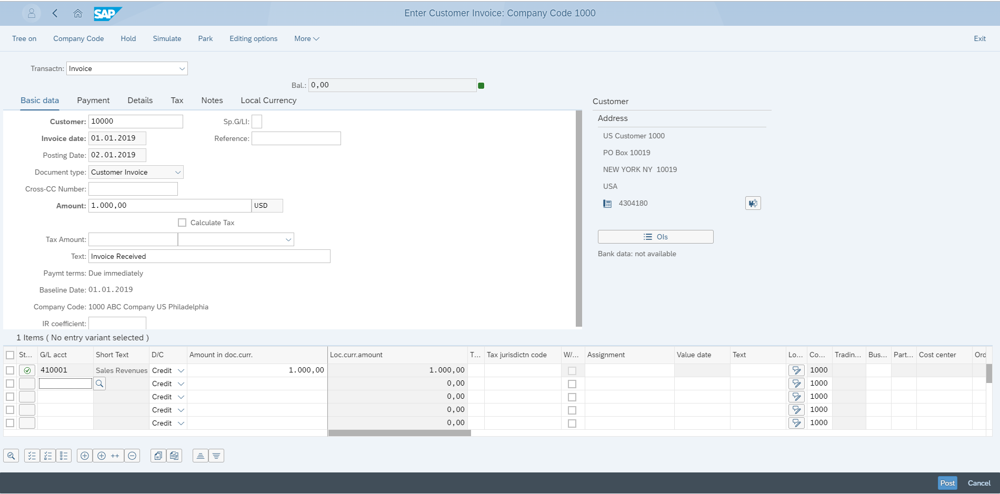 SAP Enter Customer Invoice: Company Code 1000
Tree on Company Code Hold Simulate Park Editing options More Exit
Transactn: Invoice
Bal.: 0,00
Basic data Payment Details Tax Notes Local Currency
Customer: 10000 Sp.G/LI:
Invoice date: 01.01.2019 Reference:
Posting Date: 02.01.2019
Document type: Customer Invoice
Cross-CC Number:
Amount: 1.000,00 USD
Calculate Tax
Tax Amount:
Text: Invoice Received
Paymt terms: Due immediately
Baseline Date: 01.01.2019
Company Code: 1000 ABC Company US Philadelphia
IR coefficient:
Customer
Address
US Customer 1000
PO Box 10019
NEW YORK NY 10019
USA
4304180
OIs
Bank data: not available
1 Items ( No entry variant selected )
St... G/L acct Short Text D/C Amount in doc.curr. Loc.curr.amount T... Tax jurisdictn code W/... Assignment Value date Text Lo... Co... Tradin... Bus... Part... Cost center Ord
410001 Sales Revenues Credit 1.000,00 1.000,00 1000
Credit 0,00 1000
Credit 0,00 1000
Credit 0,00 1000
Credit 0,00 1000
++
Post Cancel